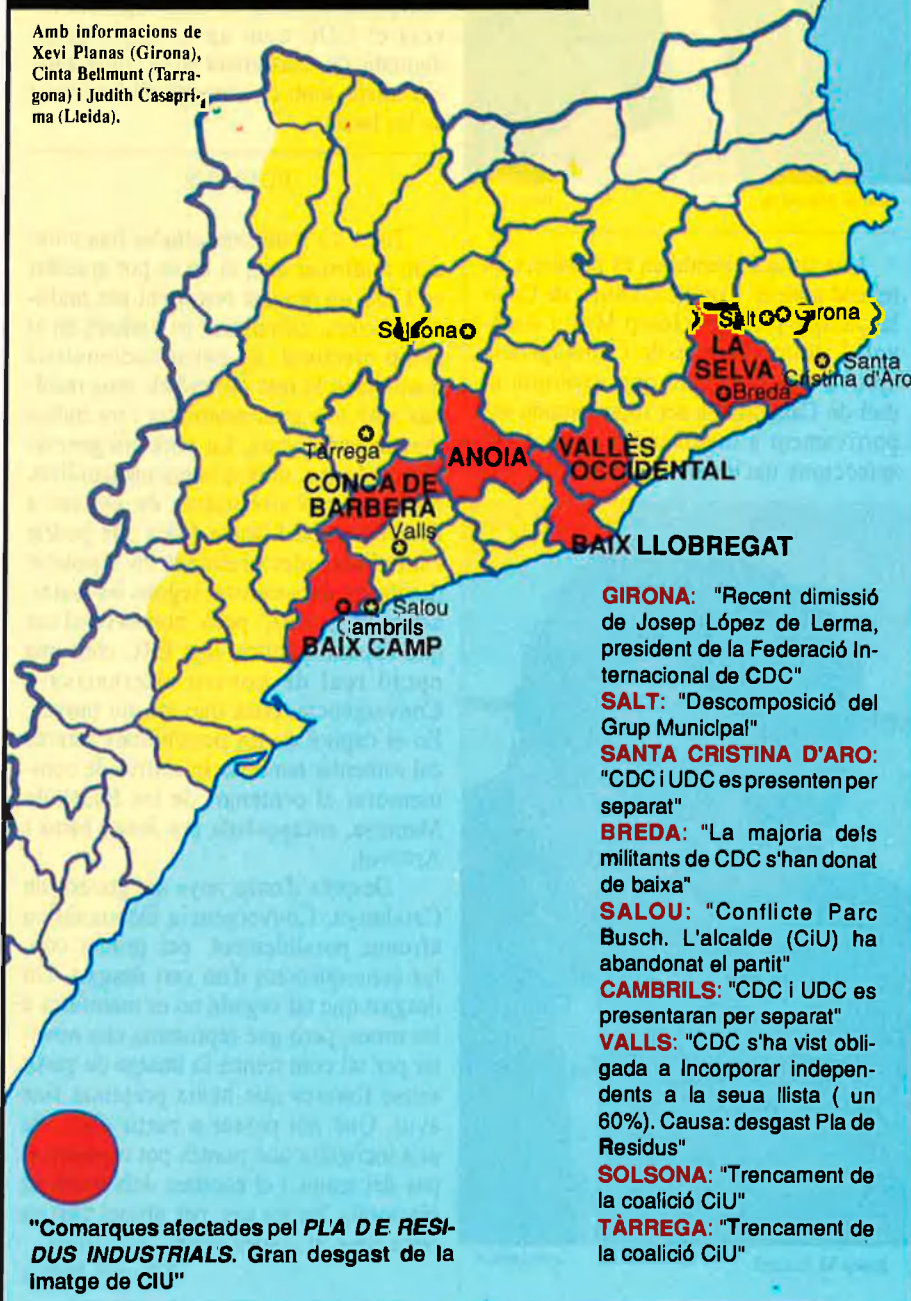 Amb informacions de
Xevi Planas (Girona),
Cinta Bellmunt (Tarra-
gona) i Judith Casapri-
ma (Lleida).
Solsona
Salt Girona
LA
SELVA
Breda
Santa
Cristina d'Aro
Tàrrega
ANOIA
VALLÈS
OCCIDENTAL
CONCA DE
BARBERÀ
Valls
BAIX LLOBREGAT
Salou
Cambrils
BAIX CAMP
GIRONA: "Recent dimissió
de Josep López de Lerma,
president de la Federació In-
ternacional de CDC"
SALT: "Descomposició del
Grup Municipal"
SANTA CRISTINA D'ARO:
"CDC i UDC es presenten per
separat"
BREDA: "La majoria dels
militants de CDC s'han donat
de baixa"
SALOU: "Conflicte Parc
Busch. L'alcalde (CiU) ha
abandonat el partit"
CAMBRILS: "CDC i UDC es
presentaran per separat"
VALLS: "CDC s'ha vist obli-
gada a Incorporar indepen-
dents a la seua llista ( un
60%). Causa: desgast Pla de
Residus"
SOLSONA: "Trencament de
la coalició CiU"
TÀRREGA: "Trencament de
la coalició CiU"
"Comarques afectades pel PLA DE RESI-
DUS INDUSTRIALS. Gran desgast de la
imatge de CIU"